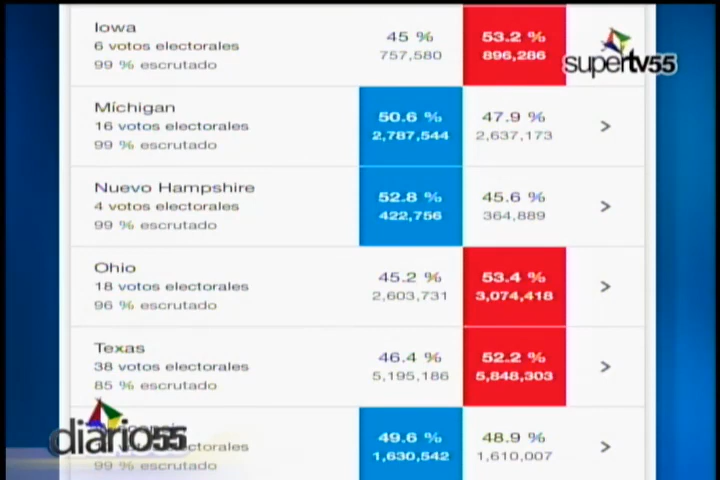 Iowa
6 votos electorales
99 % escrutado
45 %
757,580
53.2 %
896,286
supertv55
Míchigan
16 votos electorales
99 % escrutado
50.6 %
2,787,544
47.9 %
2,637,173
>
Nuevo Hampshire
4 votos electorales
99 % escrutado
52.8 %
422,756
45.6 %
364,889
>
Ohio
18 votos electorales
96 % escrutado
45.2 %
2,603,731
53.4 %
3,074,418
>
Texas
38 votos electorales
85 % escrutado
46.4 %
5,195,186
52.2 %
5,848,303
>
diario55
electorales
99 % escrutado
49.6 %
1,630,542
48.9 %
1,610,007
>